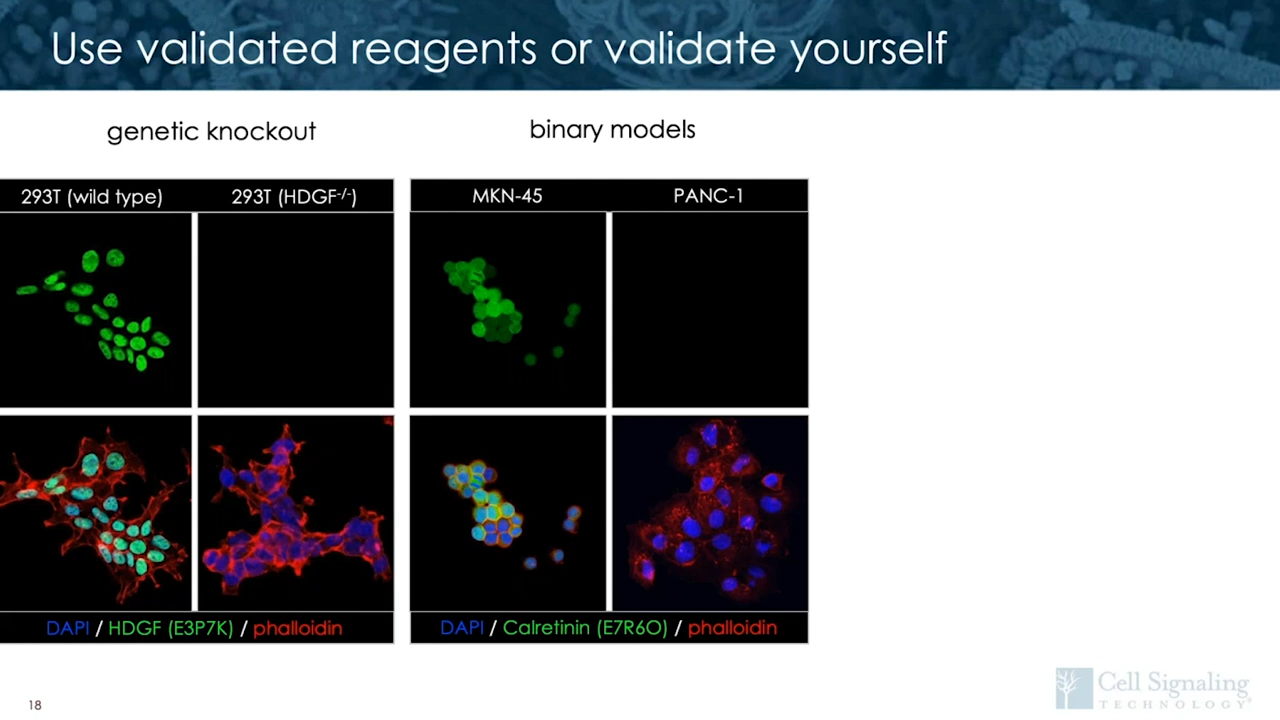 Use validated reagents or validate yourself
genetic knockout
binary models
293T (wild type)
293T (HDGF-/-)
MKN-45
PANC-1
DAPI / HDGF (E3P7K) / phalloidin
DAPI / Calretinin (E7R6O) / phalloidin
18
Cell Signaling
TECHNOLOGY®